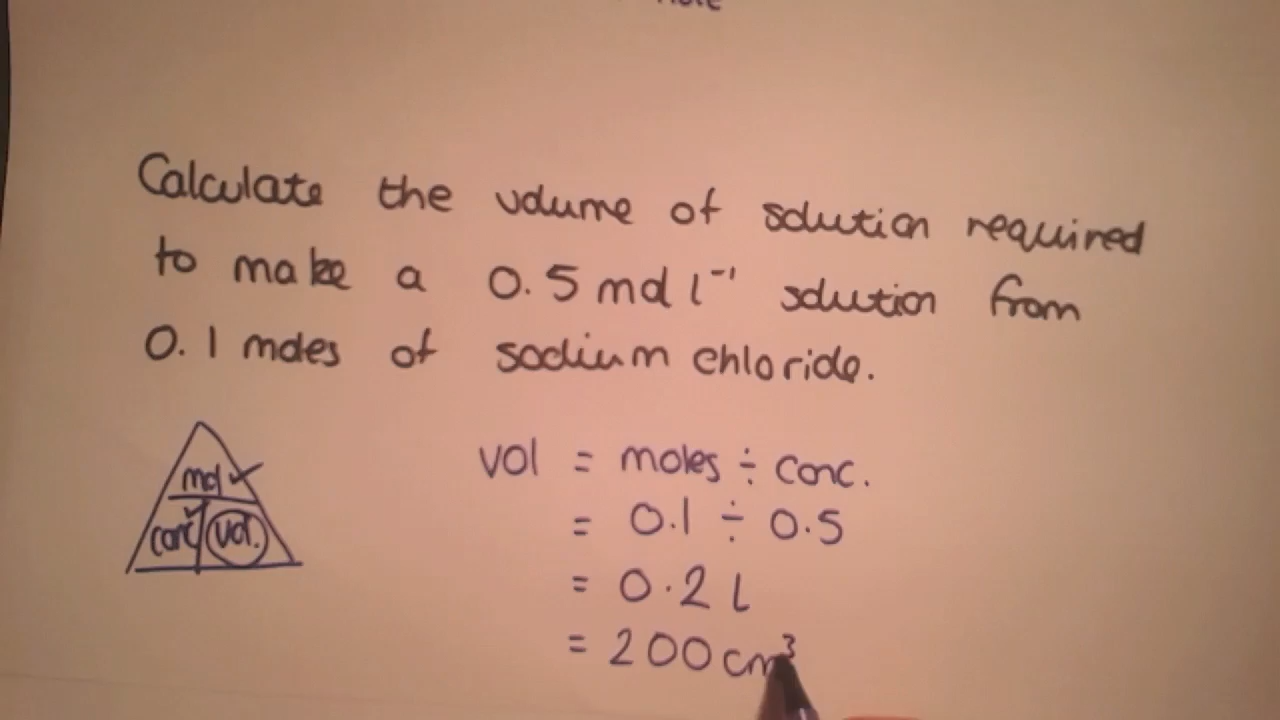 Calculate the volume of solution required
to make a 0.5 mol l⁻¹ solution from
0.1 moles of sodium chloride.
mol ✓
conc ✓ vol.
vol = moles ÷ conc.
= 0.1 ÷ 0.5
= 0.2 l
= 200 cm³